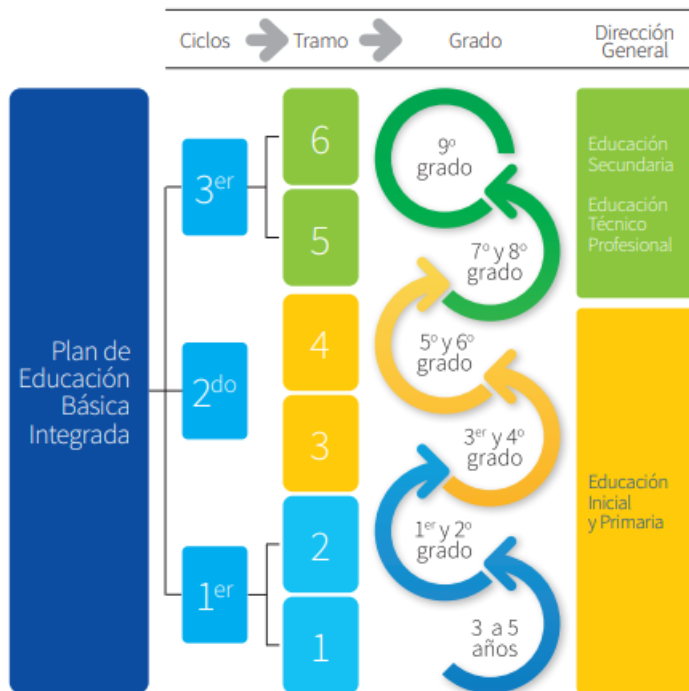 Ciclos
Tramo
Grado
Dirección
General
Plan de
Educación
Básica
Integrada
3er
2do
1er
6
5
4
3
2
1
9º
grado
7º y 8º
grado
5º y 6º
grado
3er y 4º
grado
1er y 2º
grado
3 a 5
años
Educación
Secundaria
Educación
Técnico
Profesional
Educación
Inicial
y Primaria